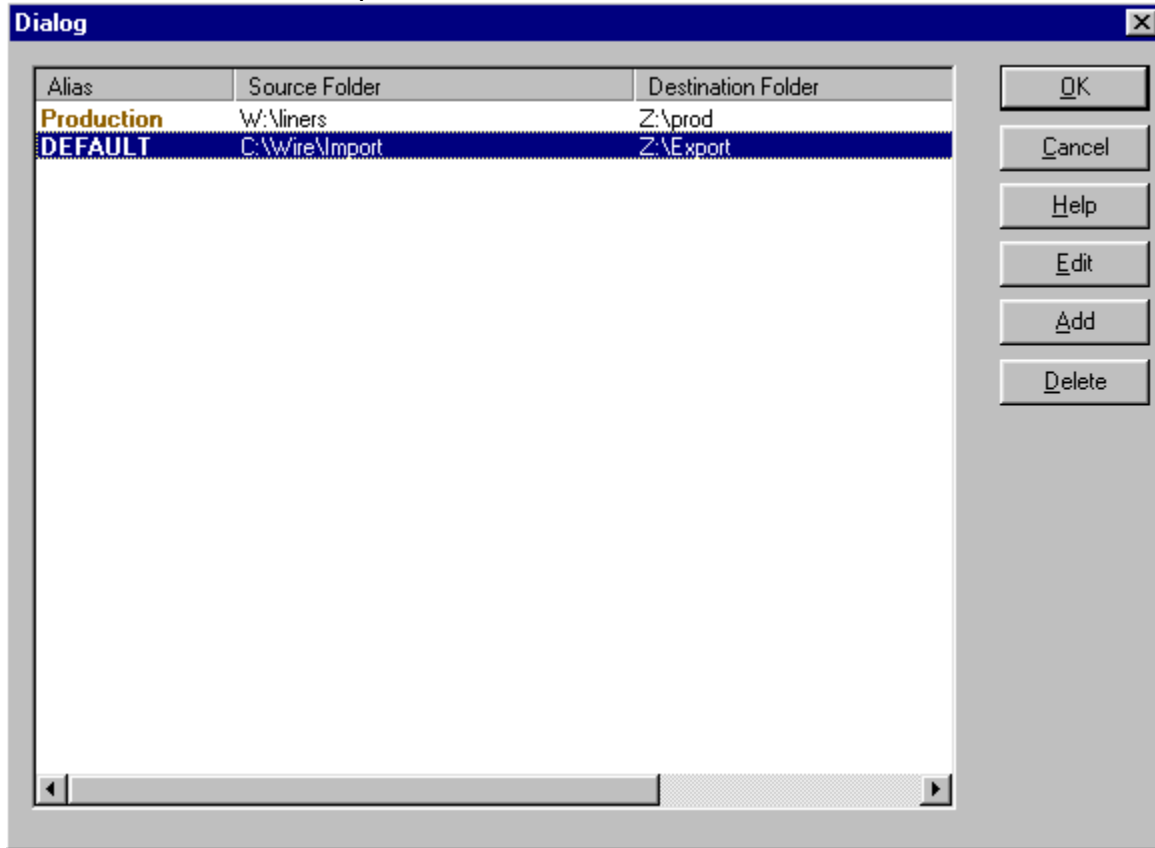 Dialog
Alias Source Folder Destination Folder
Production W:\liners Z:\prod
DEFAULT C:\Wire\Import Z:\Export
OK
Cancel
Help
Edit
Add
Delete